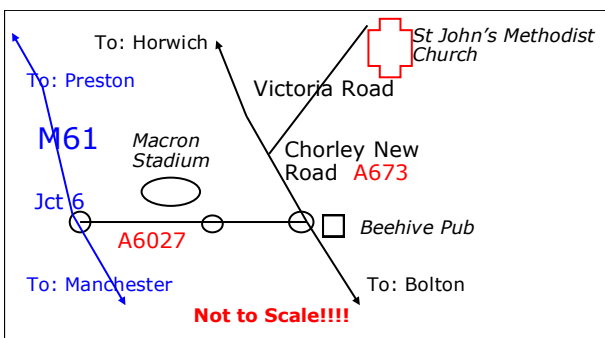 To: Horwich
St John's Methodist
Church
To: Preston
Victoria Road
M61
Macron
Stadium
Chorley New
Road A673
Jct 6
A6027
Beehive Pub
To: Manchester
To: Bolton
Not to Scale!!!!